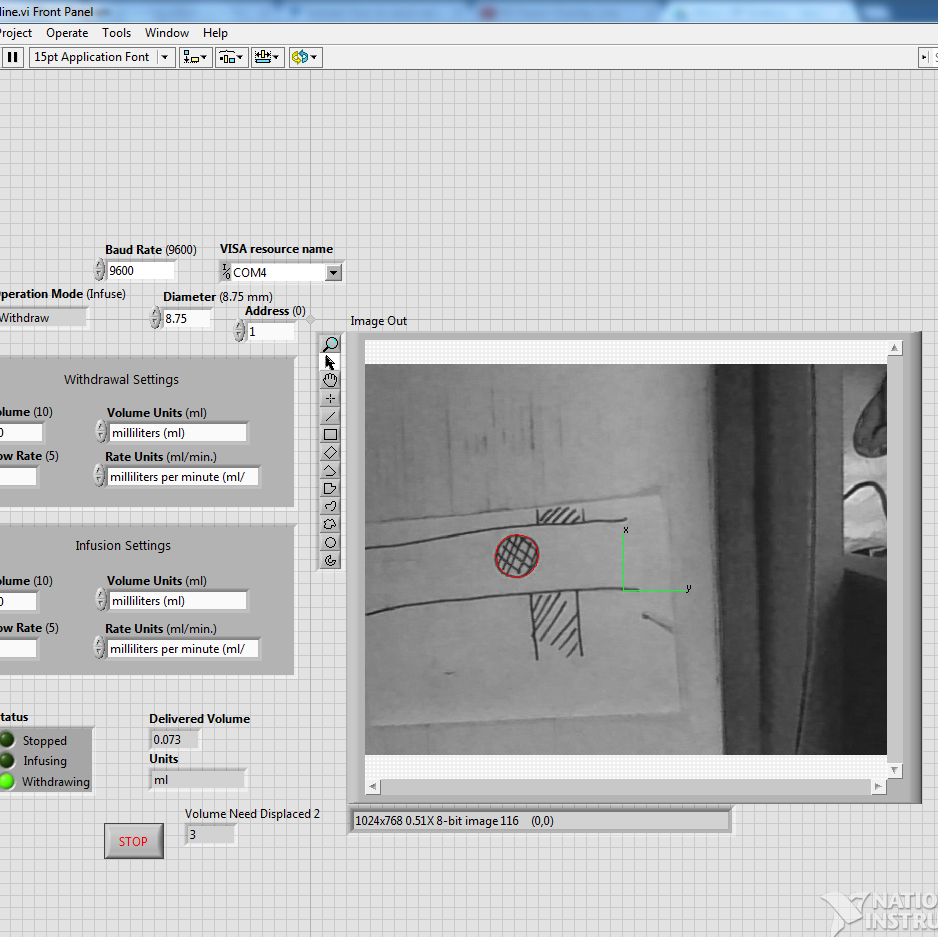 line.vi Front Panel
Project Operate Tools Window Help
15pt Application Font
Baud Rate (9600)
9600
VISA resource name
COM4
Operation Mode (Infuse)
Withdraw
Diameter (8.75 mm)
8.75
Address (0)
1
Image Out
Withdrawal Settings
olume (10)
0
Volume Units (ml)
milliliters (ml)
ow Rate (5)
Rate Units (ml/min.)
milliliters per minute (ml/
Infusion Settings
olume (10)
0
Volume Units (ml)
milliliters (ml)
ow Rate (5)
Rate Units (ml/min.)
milliliters per minute (ml/
x
y
tatus
Stopped
Infusing
Withdrawing
Delivered Volume
0.073
Units
ml
Volume Need Displaced 2
3
STOP
1024x768 0.51X 8-bit image 116 (0,0)
NATIO
INSTRU